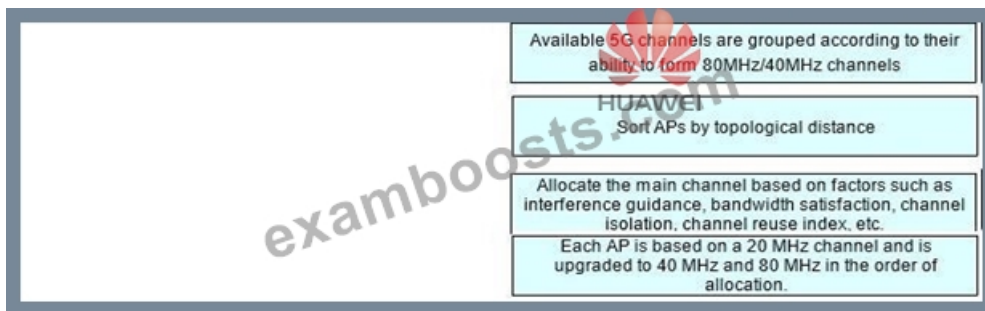 Available 5G channels are grouped according to their
ability to form 80MHz/40MHz channels
HUAWEI
Sort APs by topological distance
examboosts.com
Allocate the main channel based on factors such as
interference guidance, bandwidth satisfaction, channel
isolation, channel reuse index, etc.
Each AP is based on a 20 MHz channel and is
upgraded to 40 MHz and 80 MHz in the order of
allocation.